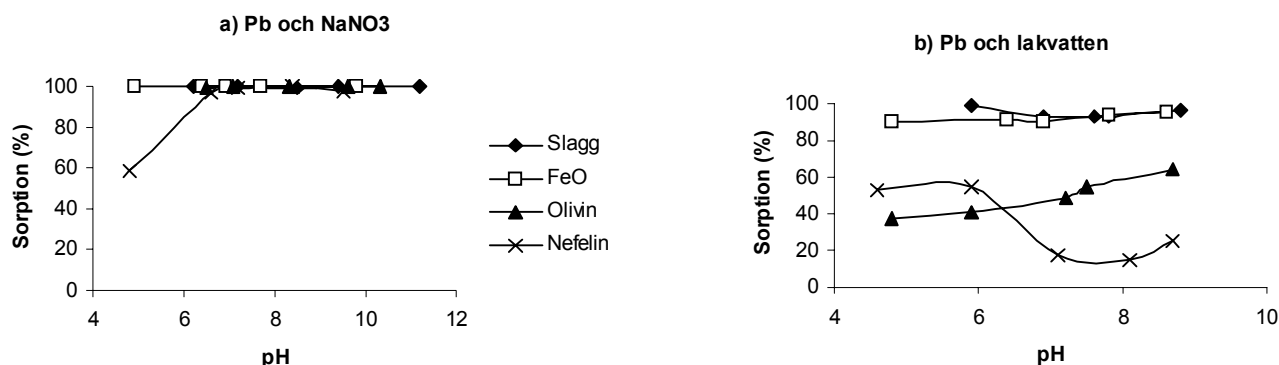 a) Pb och NaNO3
100
80
60
40
20
0
Sorption (%)
4 6 8 10 12
pH
Slagg
FeO
Olivin
Nefelin
b) Pb och lakvatten
100
80
60
40
20
0
Sorption (%)
4 6 8 10
pH